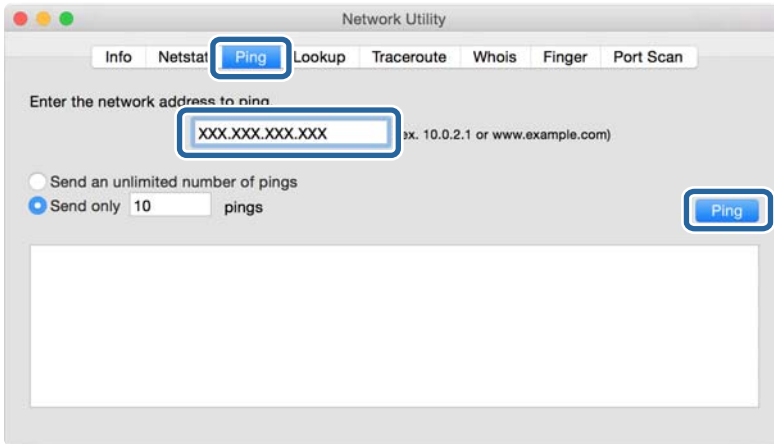 Network Utility
Info Netstat Ping Lookup Traceroute Whois Finger Port Scan
Enter the network address to ping.
XXX.XXX.XXX.XXX ex. 10.0.2.1 or www.example.com)
Send an unlimited number of pings
Send only 10 pings
Ping